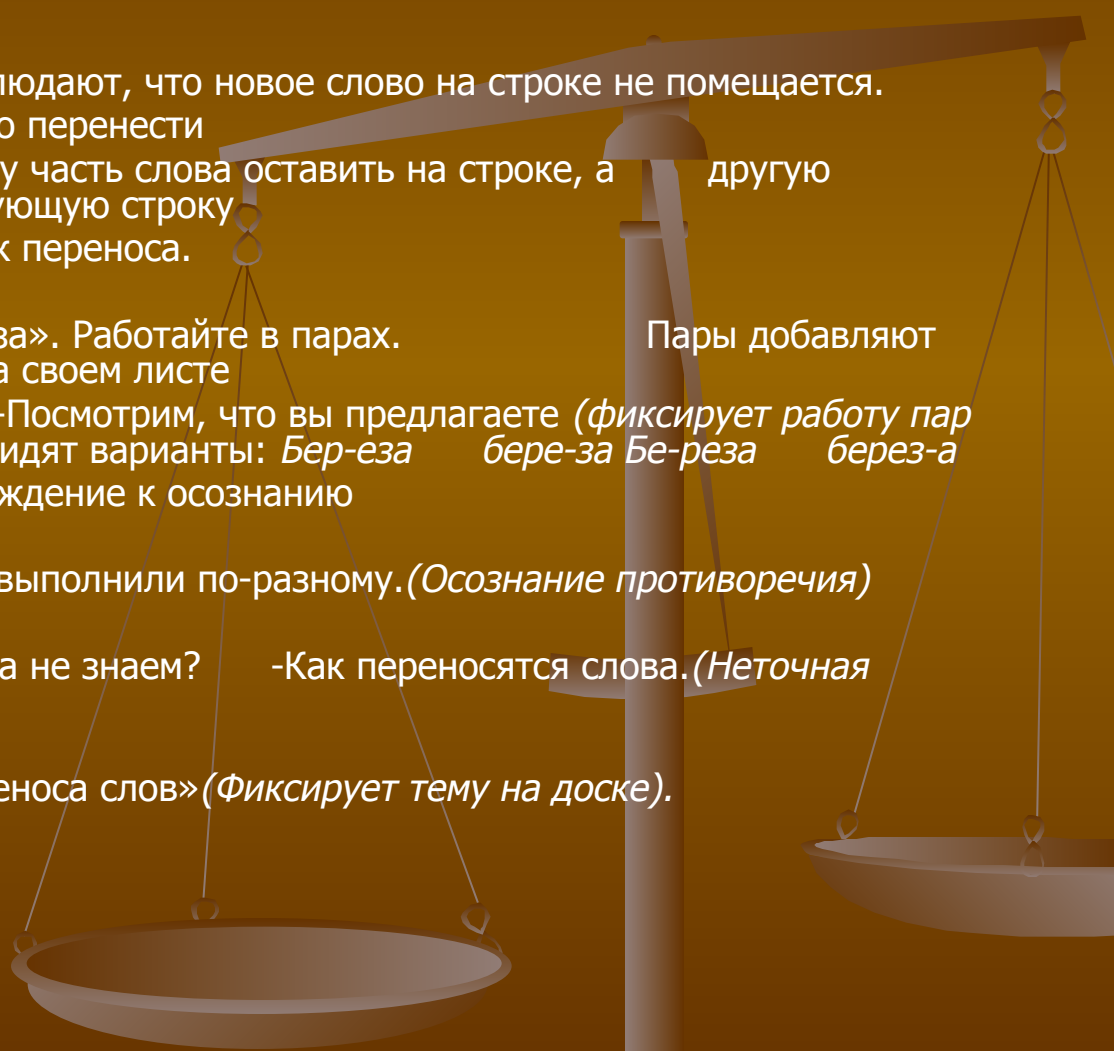 людают, что новое слово на строке не помещается.
о перенести
у часть слова оставить на строке, а другую
ующую строку
к переноса.
ва». Работайте в парах. Пары добавляют
а своем листе
-Посмотрим, что вы предлагаете (фиксирует работу пар
идят варианты: Бер-еза бере-за Бе-реза берез-а
ждение к осознанию
выполнили по-разному.(Осознание противоречия)
а не знаем? -Как переносятся слова.(Неточная
еноса слов»(Фиксирует тему на доске).